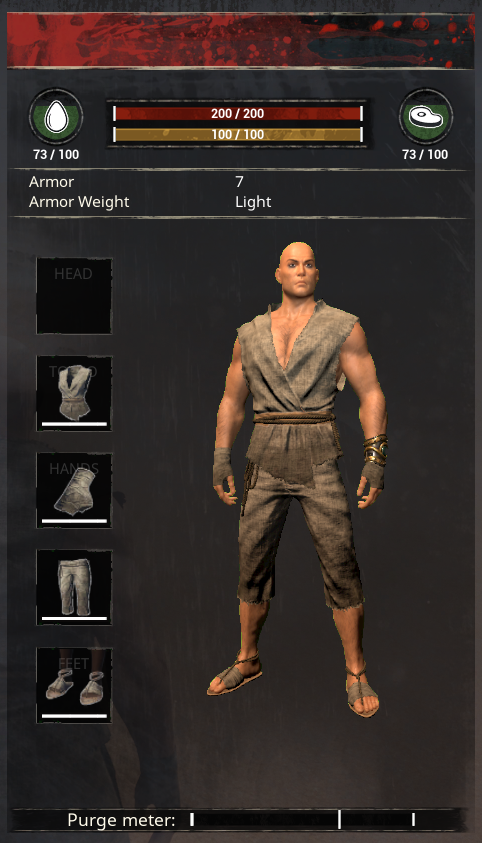 200 / 200
100 / 100
73 / 100
73 / 100
Armor 7
Armor Weight Light
HEAD
HANDS
FEET
Purge meter: